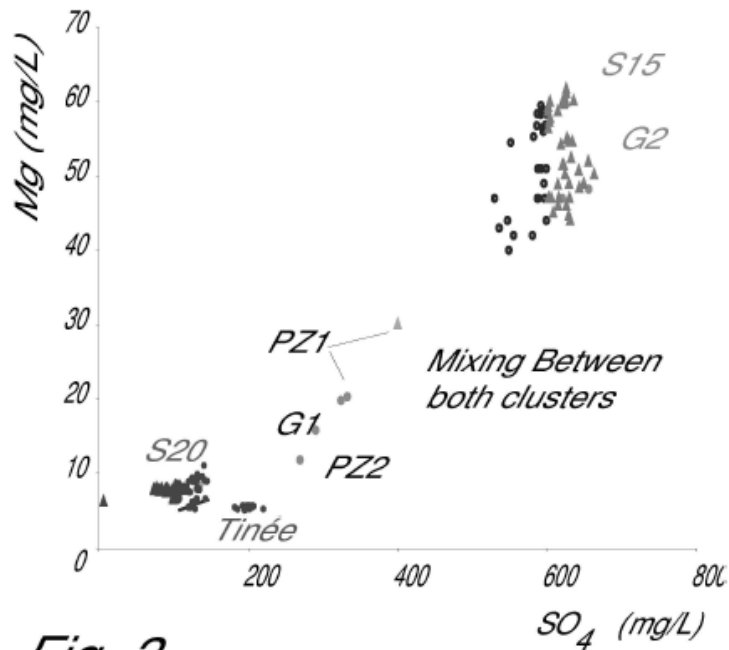 70
Mg (mg/L)
S15
60
G2
50
40
30
PZ1
Mixing Between
both clusters
20
G1
S20
PZ2
10
Tinée
0
200
400
600
SO4 (mg/L)